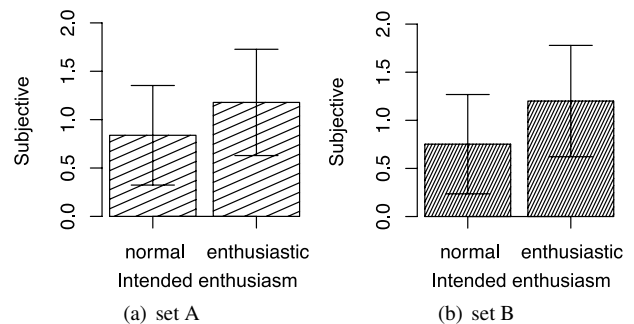 2.0
1.5
1.0
0.5
0.0
Subjective
normal enthusiastic
Intended enthusiasm
(a) set A
2.0
1.5
1.0
0.5
0.0
Subjective
normal enthusiastic
Intended enthusiasm
(b) set B